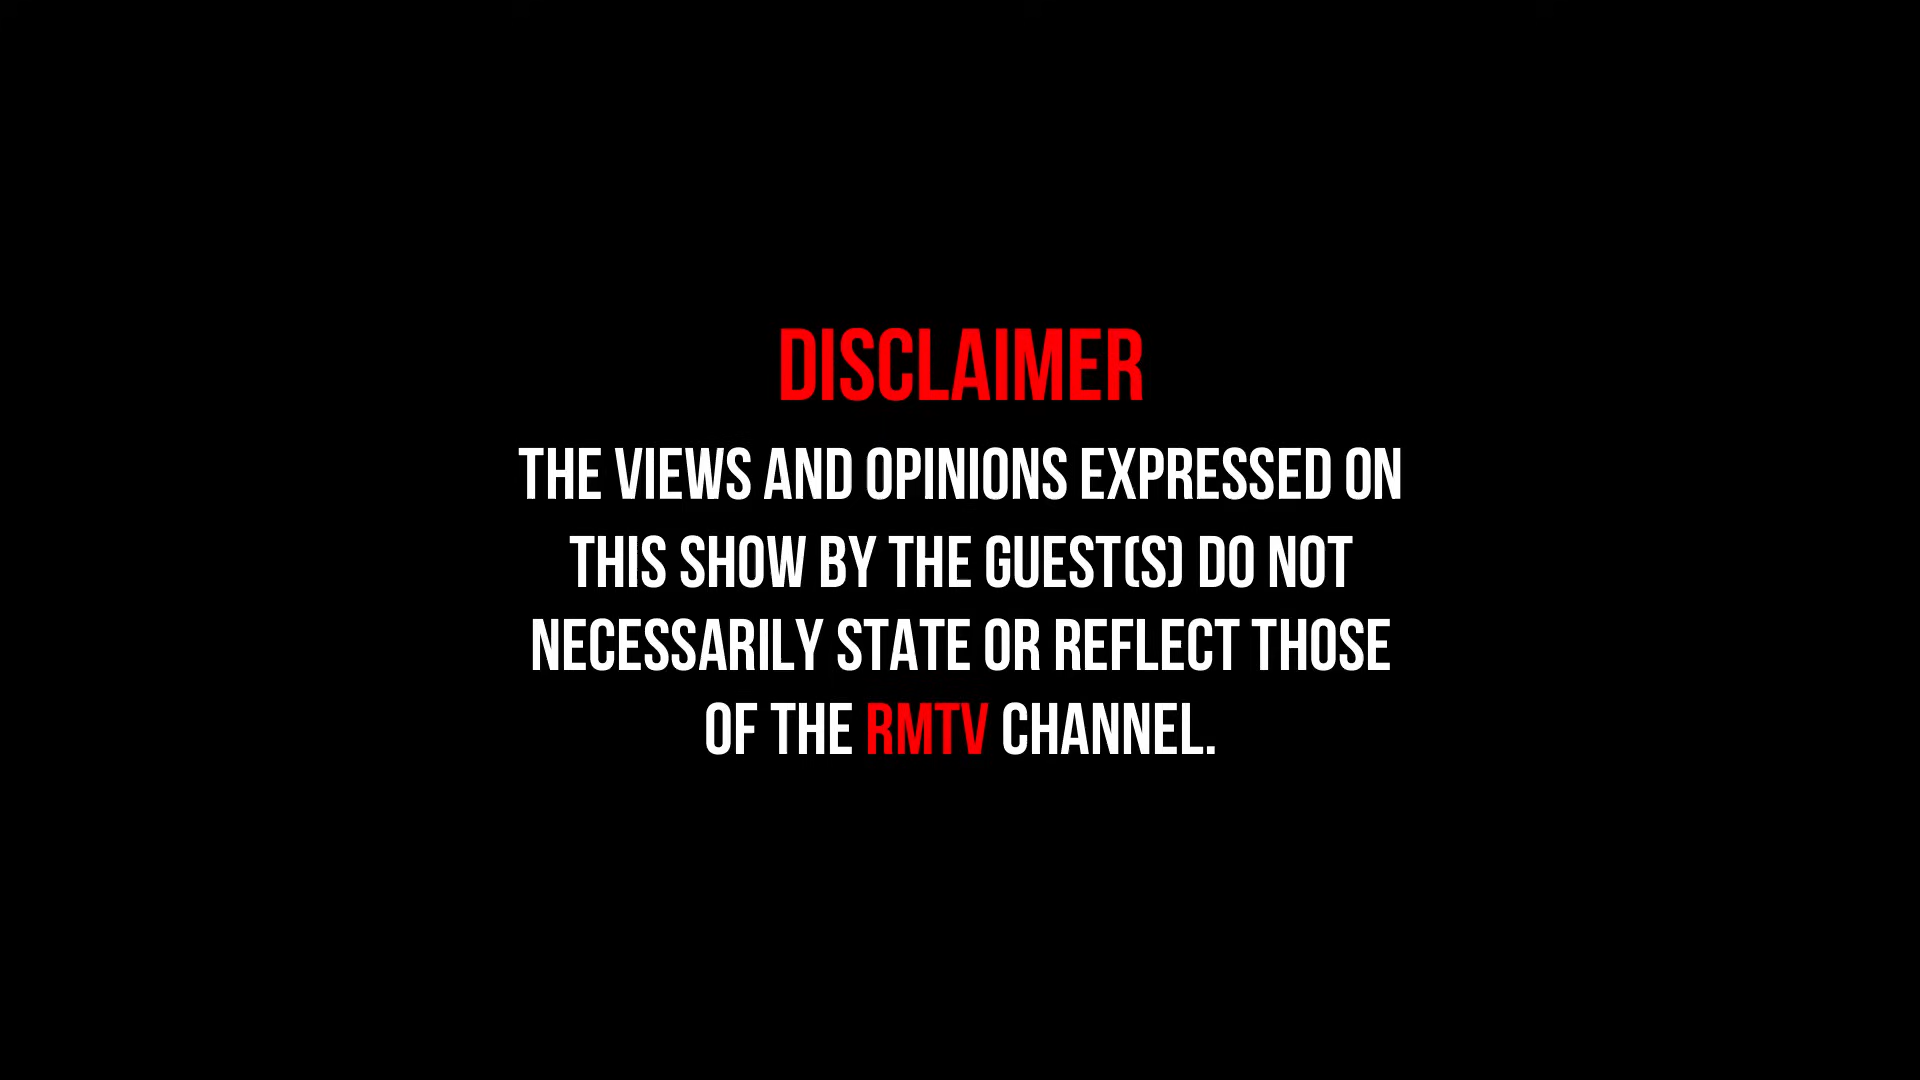 DISCLAIMER
THE VIEWS AND OPINIONS EXPRESSED ON
THIS SHOW BY THE GUEST(S) DO NOT
NECESSARILY STATE OR REFLECT THOSE
OF THE RMTV CHANNEL.